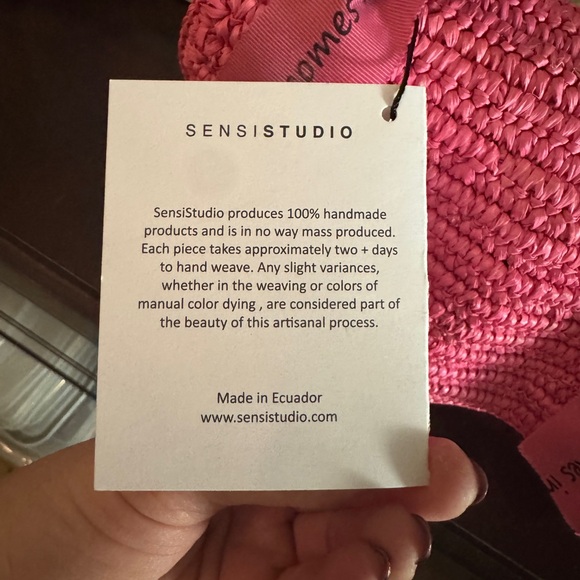 SENSISTUDIO
SensiStudio produces 100% handmade
products and is in no way mass produced.
Each piece takes approximately two + days
to hand weave. Any slight variances,
whether in the weaving or colors of
manual color dying , are considered part of
the beauty of this artisanal process.
Made in Ecuador
www.sensistudio.com